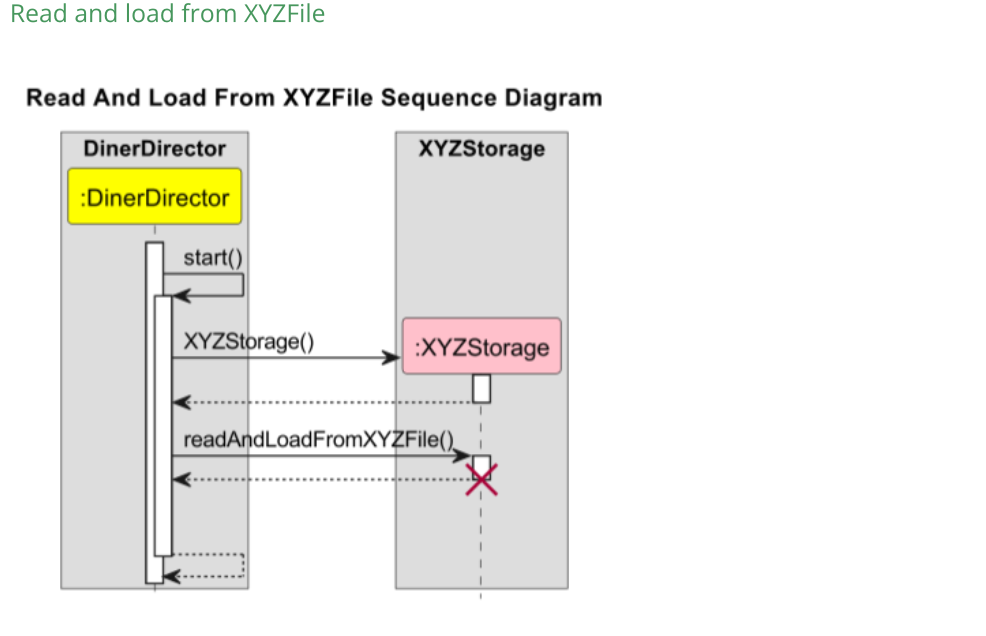 Read and load from XYZFile
Read And Load From XYZFile Sequence Diagram
DinerDirector
XYZStorage
:DinerDirector
start()
XYZStorage()
:XYZStorage
readAndLoadFromXYZFile()